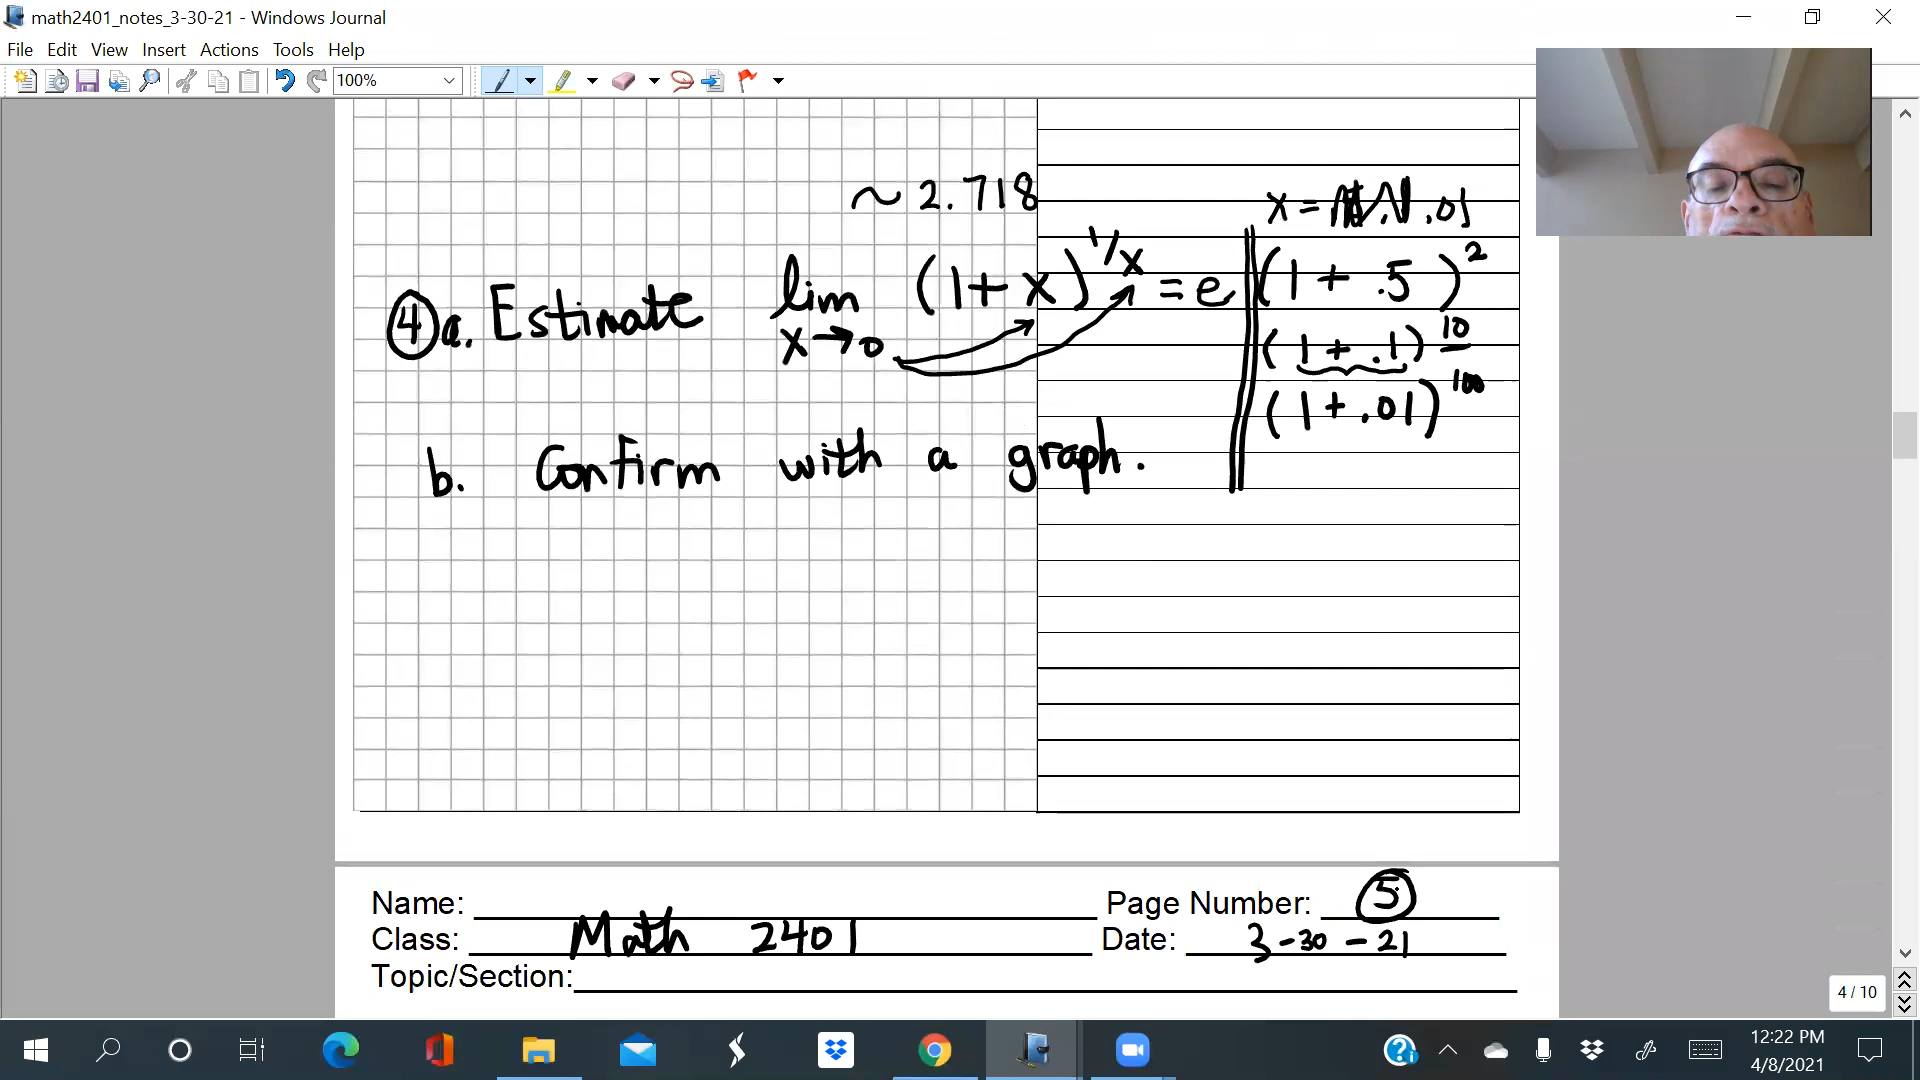 math2401_notes_3-30-21 - Windows Journal
File Edit View Insert Actions Tools Help
100%
~ 2.718
x = .01
④ a. Estimate lim x→0 (1+x)^1/x = e
(1 + .5 )^2
(1 + .1)^10
(1 + .01)^100
b. Confirm with a graph.
Name:
Page Number: 5
Class: Math 2401
Date: 3-30-21
Topic/Section:
4 / 10
12:22 PM
4/8/2021